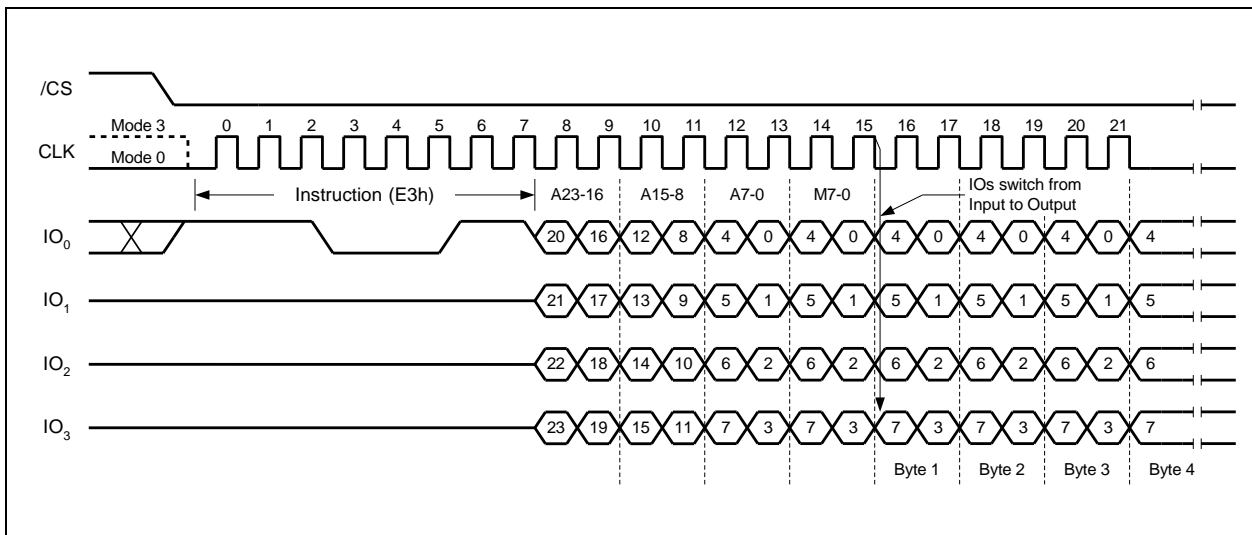 /CS
Mode 3 0 1 2 3 4 5 6 7 8 9 10 11 12 13 14 15 16 17 18 19 20 21
CLK
Mode 0
Instruction (E3h) A23-16 A15-8 A7-0 M7-0 IOs switch from
Input to Output
IO0 20 16 12 8 4 0 4 0 4 0 4 0 4 0 4
IO1 21 17 13 9 5 1 5 1 5 1 5 1 5 1 5
IO2 22 18 14 10 6 2 6 2 6 2 6 2 6 2 6
IO3 23 19 15 11 7 3 7 3 7 3 7 3 7 3 7
Byte 1 Byte 2 Byte 3 Byte 4